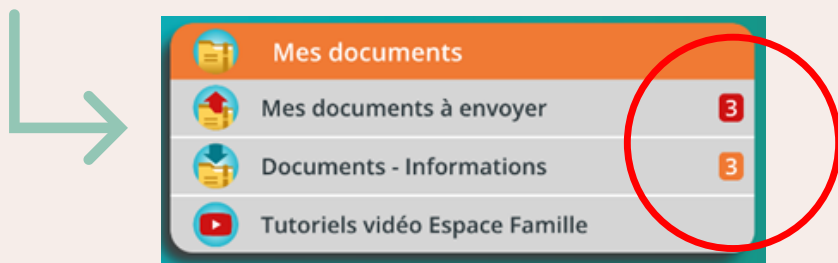 Mes documents
Mes documents à envoyer 3
Documents - Informations 3
Tutoriels vidéo Espace Famille